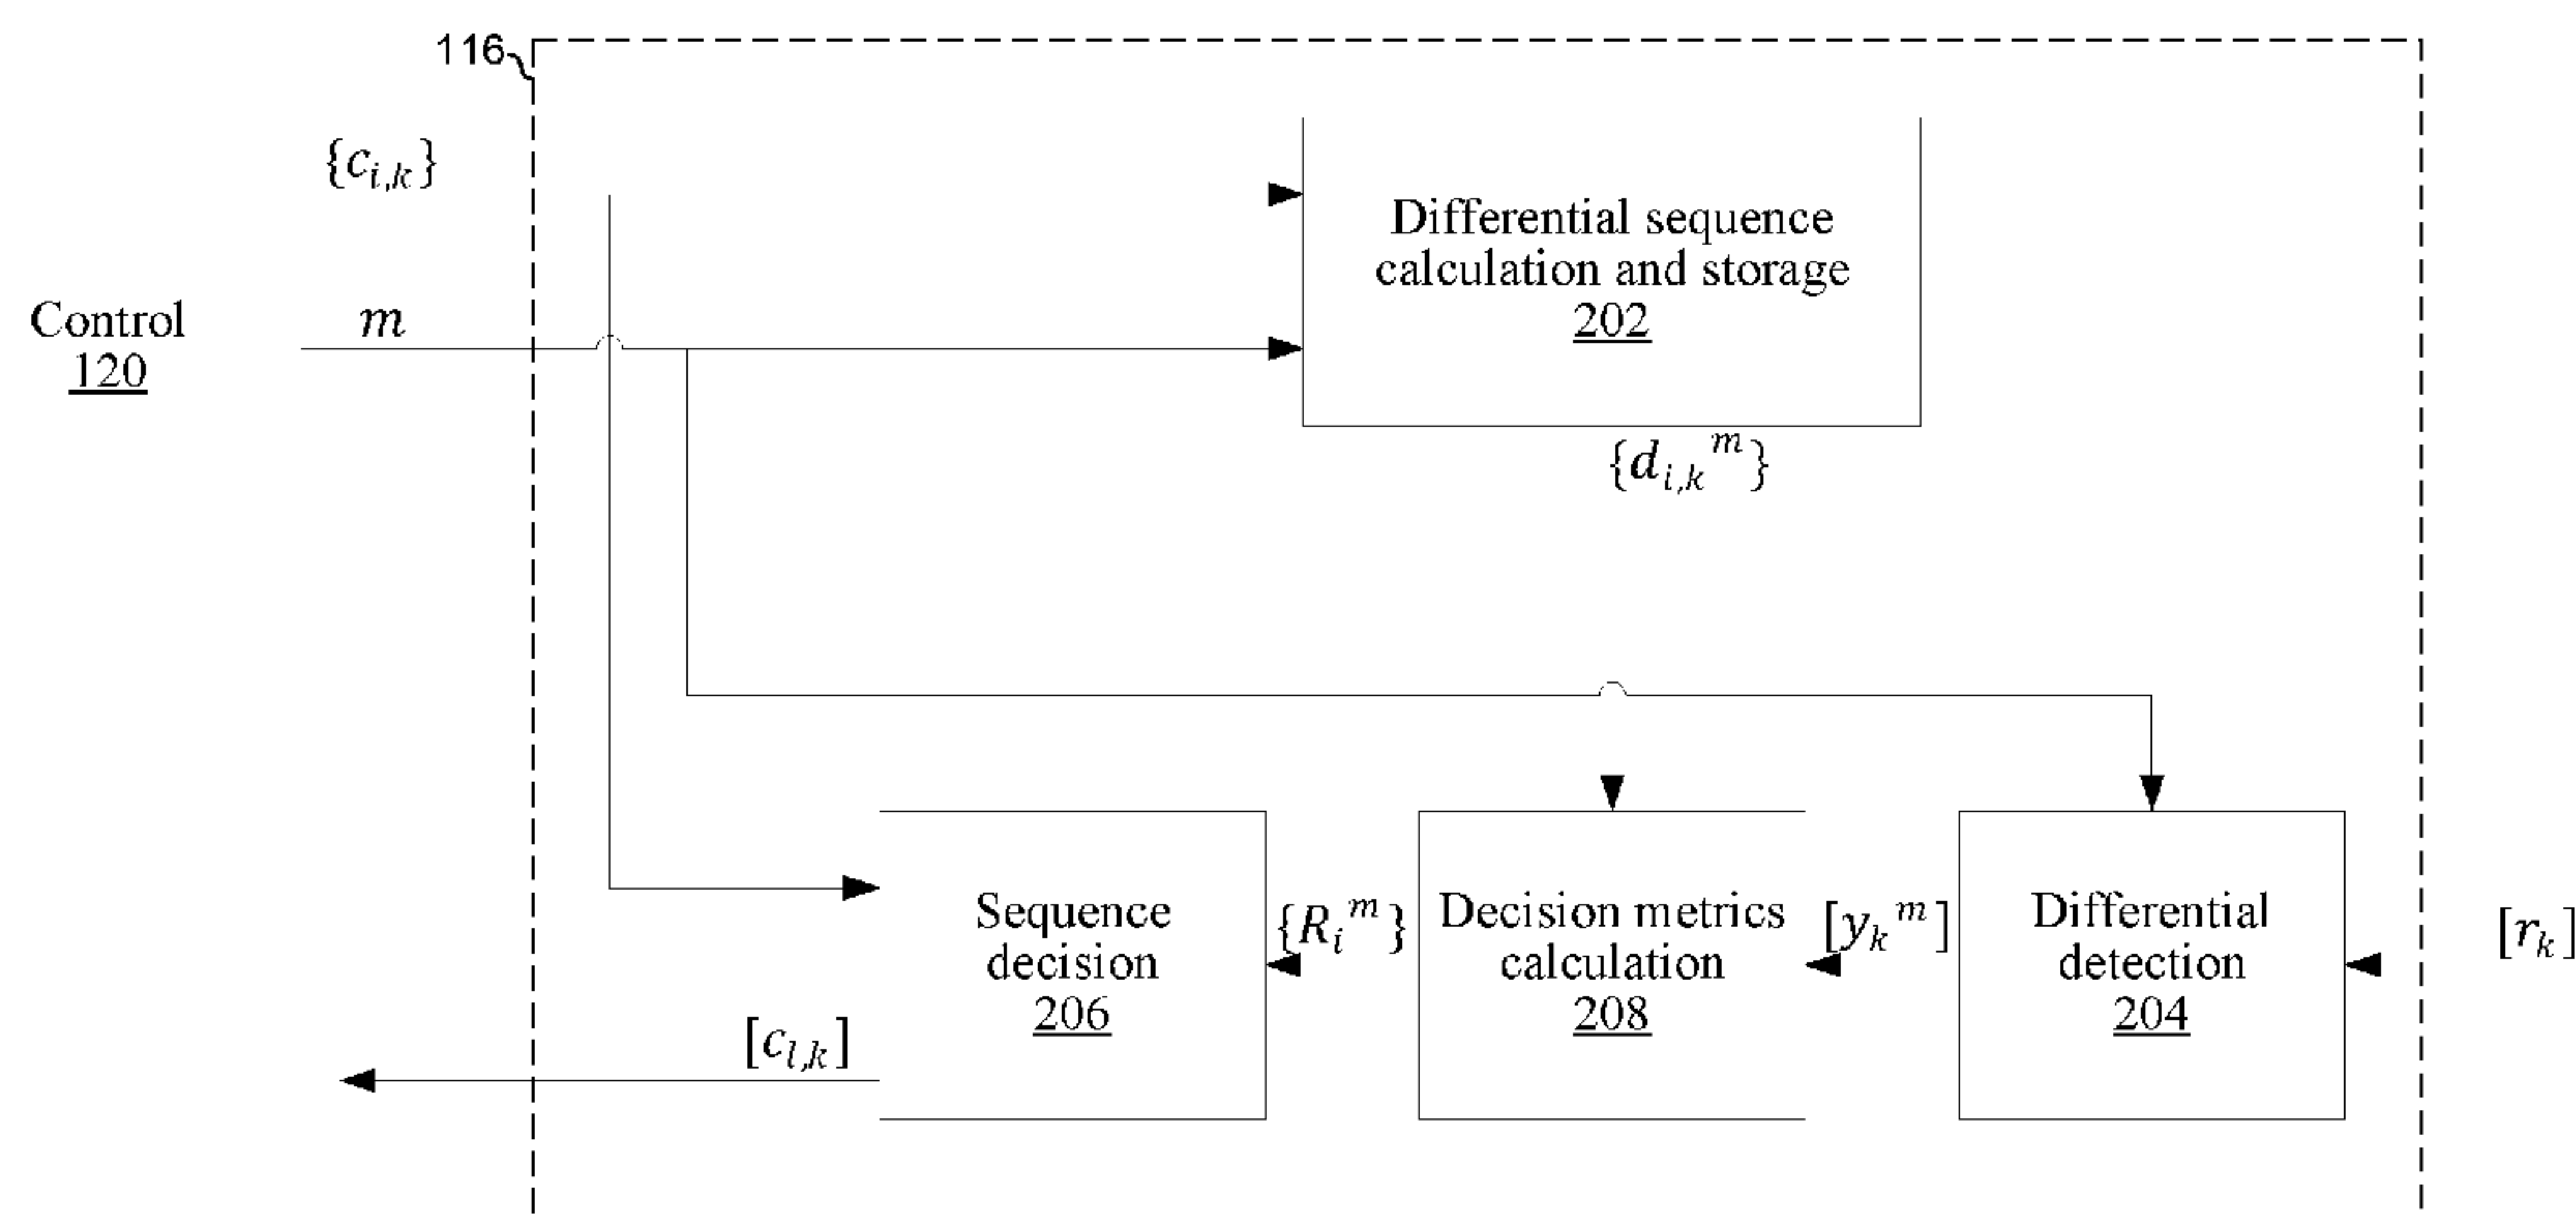 116
{c_{i,k}}
Differential sequence
calculation and storage
202
Control
120
m
{d_{i,k}^m}
Sequence
decision
206
{R_i^m}
Decision metrics
calculation
208
[y_k^m]
Differential
detection
204
[r_k]
[c_{l,k}]